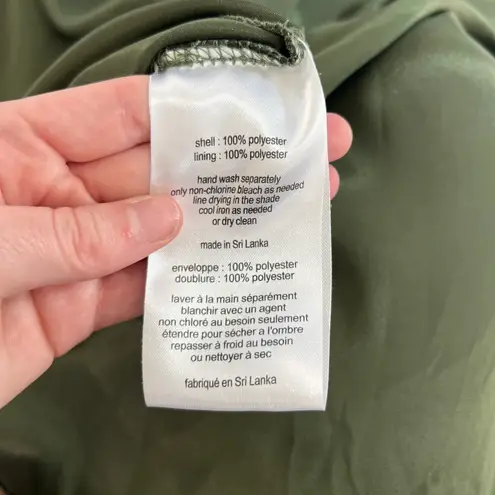 shell : 100% polyester
lining : 100% polyester
hand wash separately
only non-chlorine bleach as needed
line drying in the shade
cool iron as needed
or dry clean
made in Sri Lanka
enveloppe : 100% polyester
doublure : 100% polyester
laver à la main séparément
blanchir avec un agent
non chloré au besoin seulement
étendre pour sécher a l'ombre
repasser à froid au besoin
ou nettoyer à sec
fabriqué en Sri Lanka